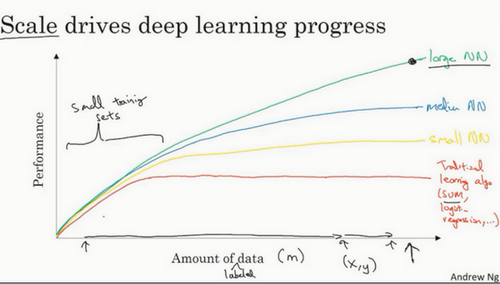 Scale drives deep learning progress
large NN
small training
sets
medium NN
small NN
Traditional
learning algo
(SVM,
logistic
regression,...)
Performance
Amount of data (m)
labeled
(x,y)
Andrew Ng